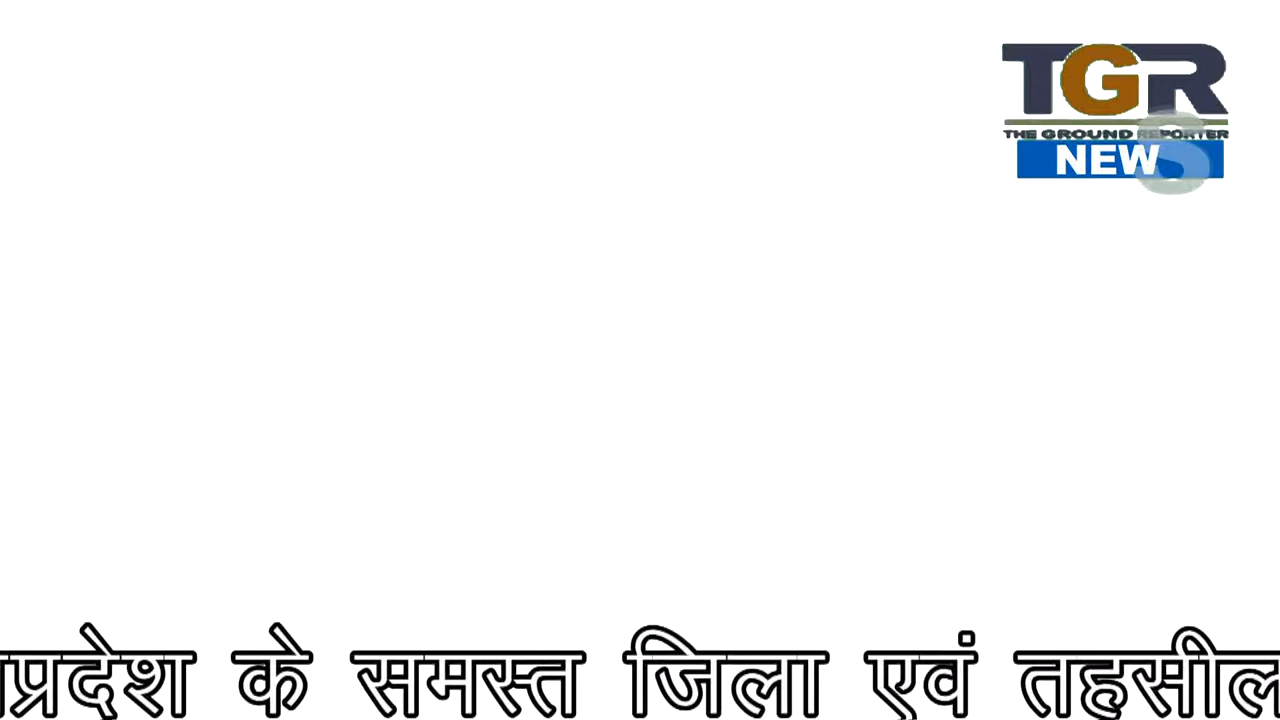 TGR
THE GROUND REPORTER
NEWS
प्रदेश के समस्त जिला एवं तहसील